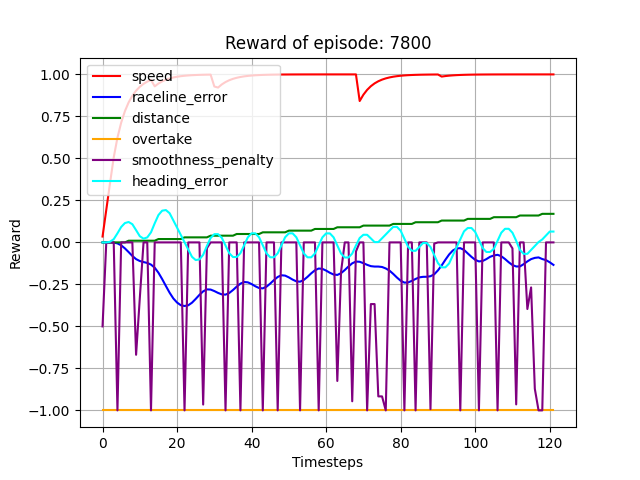 Reward of episode: 7800
1.00
0.75
0.50
0.25
0.00
−0.25
−0.50
−0.75
−1.00
Reward
speed
raceline_error
distance
overtake
smoothness_penalty
heading_error
0 20 40 60 80 100 120
Timesteps